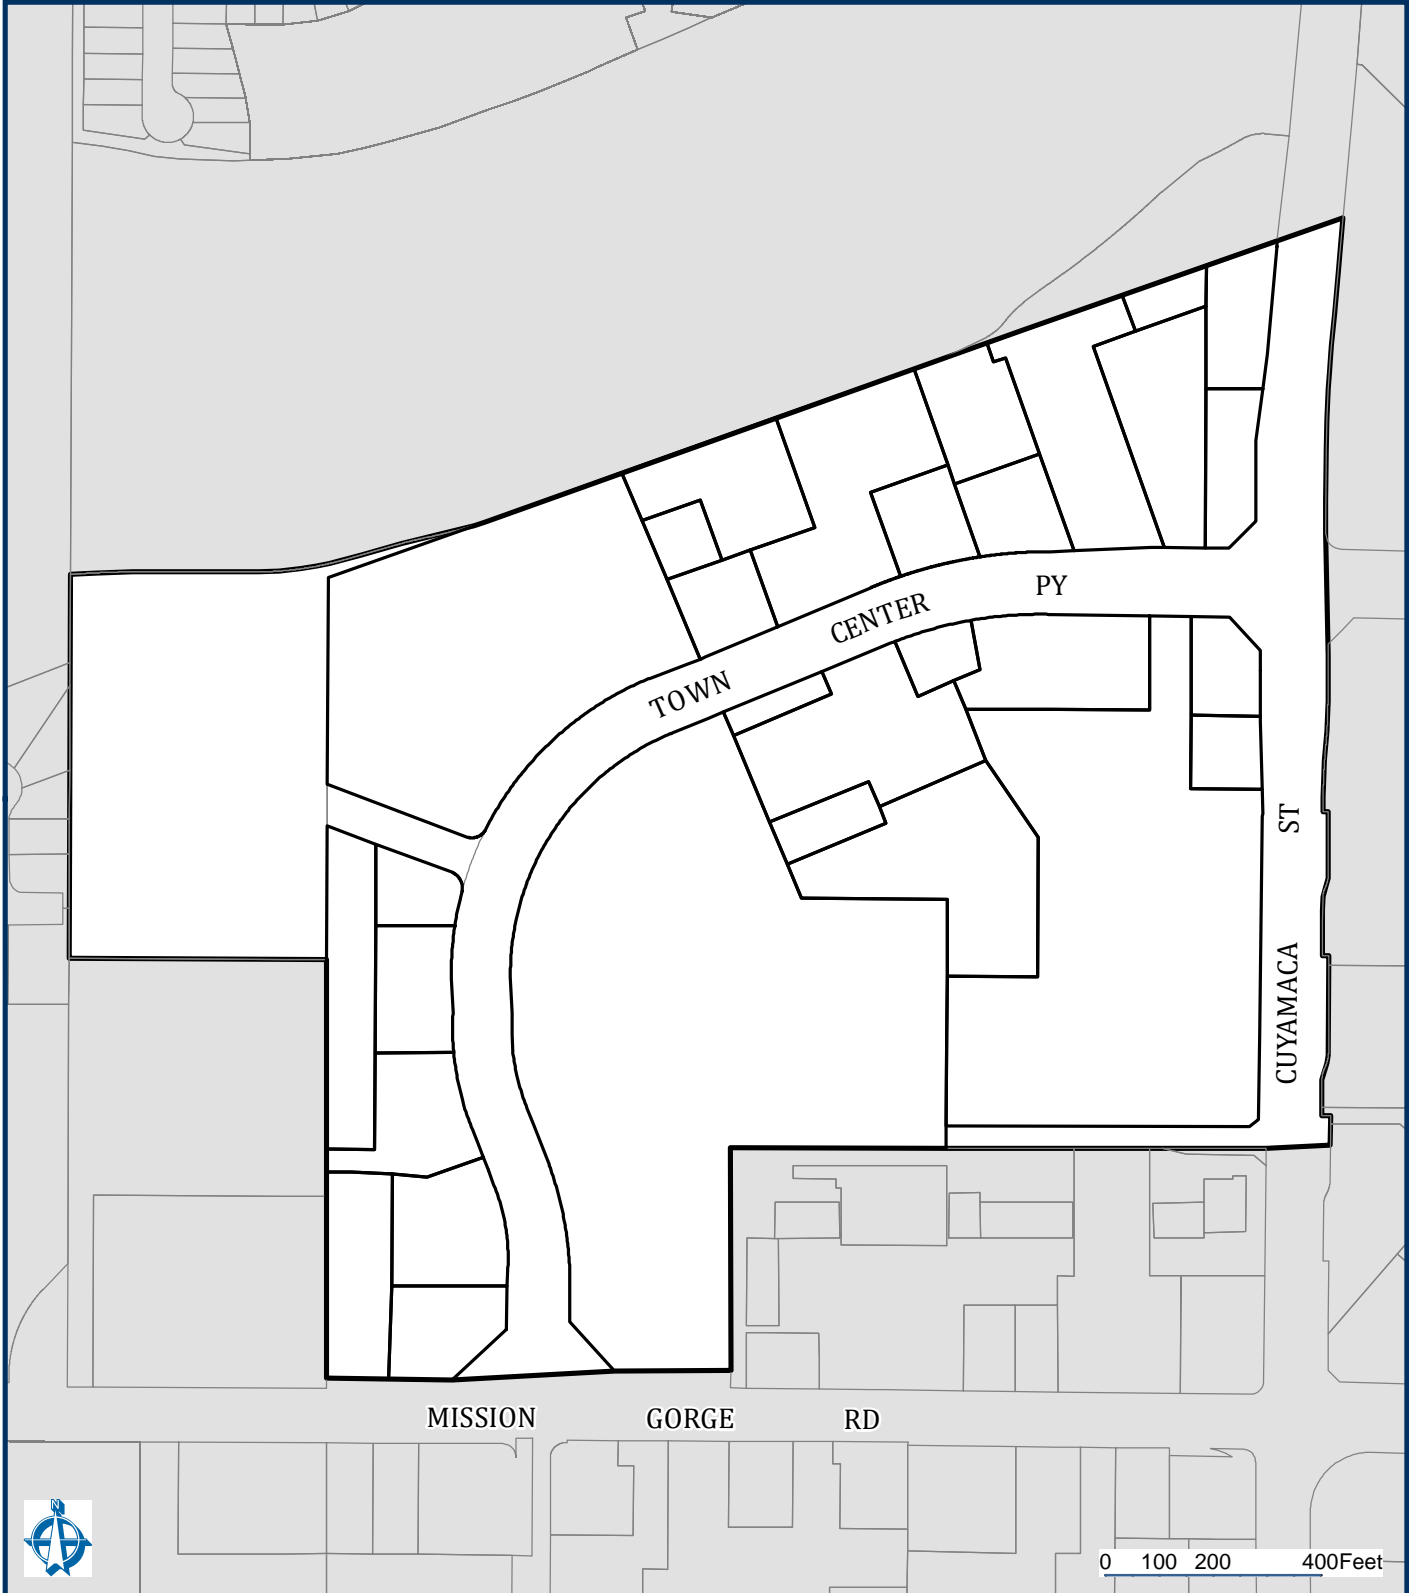 PY
CENTER
TOWN
ST
CUYAMACA
MISSION GORGE RD
N
0 100 200 400Feet